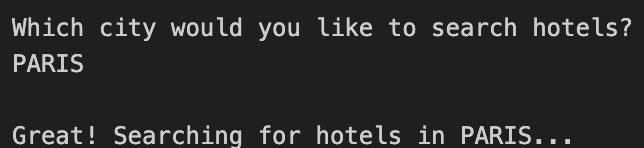 Which city would you like to search hotels?
PARIS
Great! Searching for hotels in PARIS...